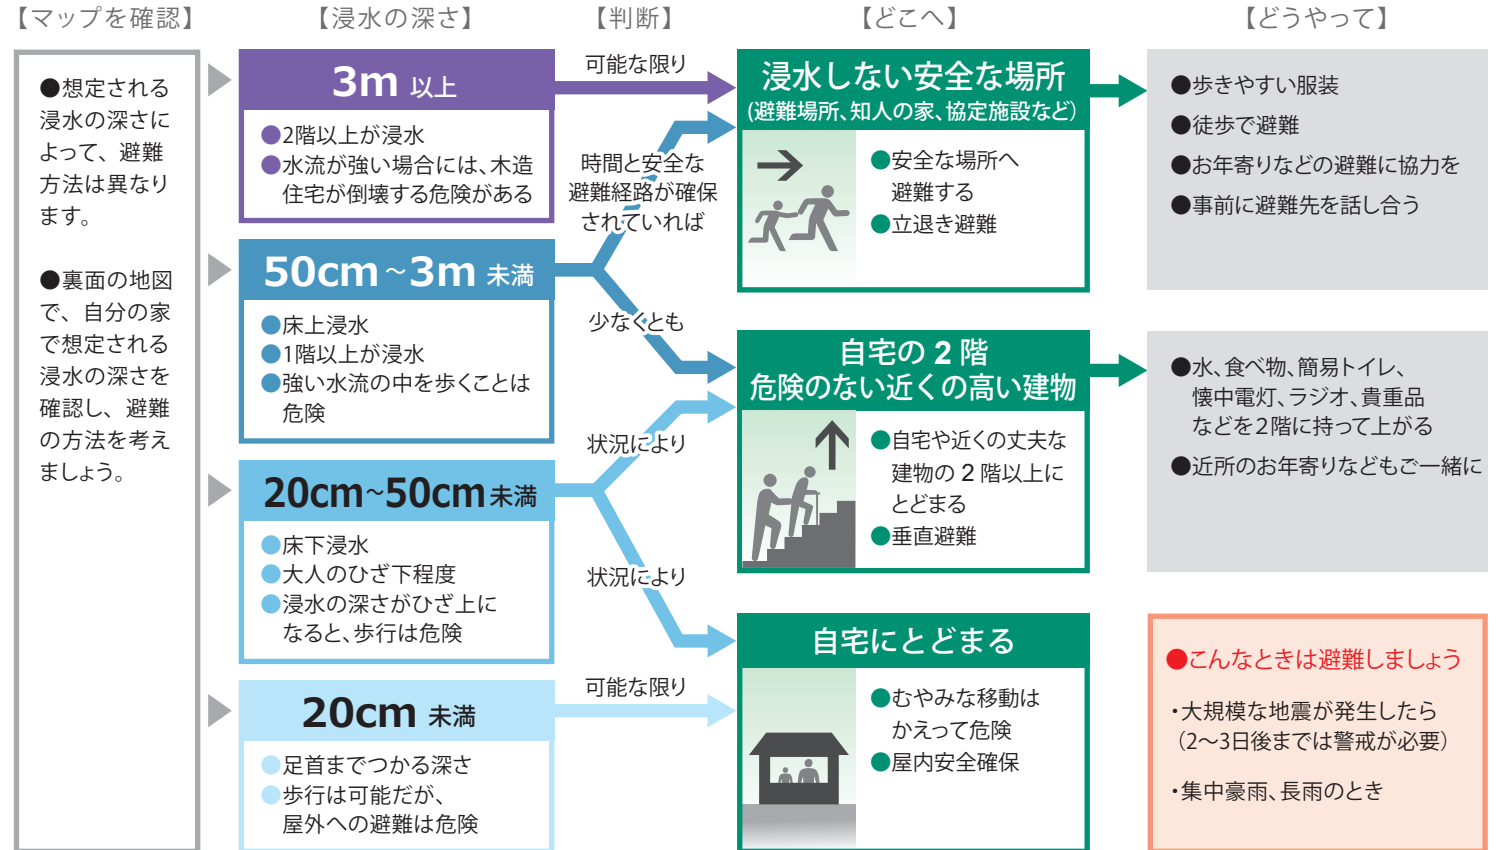 【マップを確認】
【浸水の深さ】
【判断】
【どこへ】
【どうやって】
●想定される
浸水の深さに
よって、避難
方法は異なり
ます。
●裏面の地図
で、自分の家
で想定される
浸水の深さを
確認し、避難
の方法を考え
ましょう。
3m 以上
●2階以上が浸水
●水流が強い場合には、木造
住宅が倒壊する危険がある
50cm～3m 未満
●床上浸水
●1階以上が浸水
●強い水流の中を歩くことは
危険
20cm~50cm未満
●床下浸水
●大人のひざ下程度
●浸水の深さがひざ上に
なると、歩行は危険
20cm 未満
●足首までつかる深さ
●歩行は可能だが、
屋外への避難は危険
可能な限り
時間と安全な
避難経路が確保
されていれば
少なくとも
状況により
状況により
可能な限り
浸水しない安全な場所
(避難場所、知人の家、協定施設など)
●安全な場所へ
避難する
●立退き避難
自宅の 2 階
危険のない近くの高い建物
●自宅や近くの丈夫な
建物の 2 階以上に
とどまる
●垂直避難
自宅にとどまる
●むやみな移動は
かえって危険
●屋内安全確保
●歩きやすい服装
●徒歩で避難
●お年寄りなどの避難に協力を
●事前に避難先を話し合う
●水、食べ物、簡易トイレ、
懐中電灯、ラジオ、貴重品
などを2階に持って上がる
●近所のお年寄りなどもご一緒に
●こんなときは避難しましょう
・大規模な地震が発生したら
（2～3日後までは警戒が必要）
・集中豪雨、長雨のとき